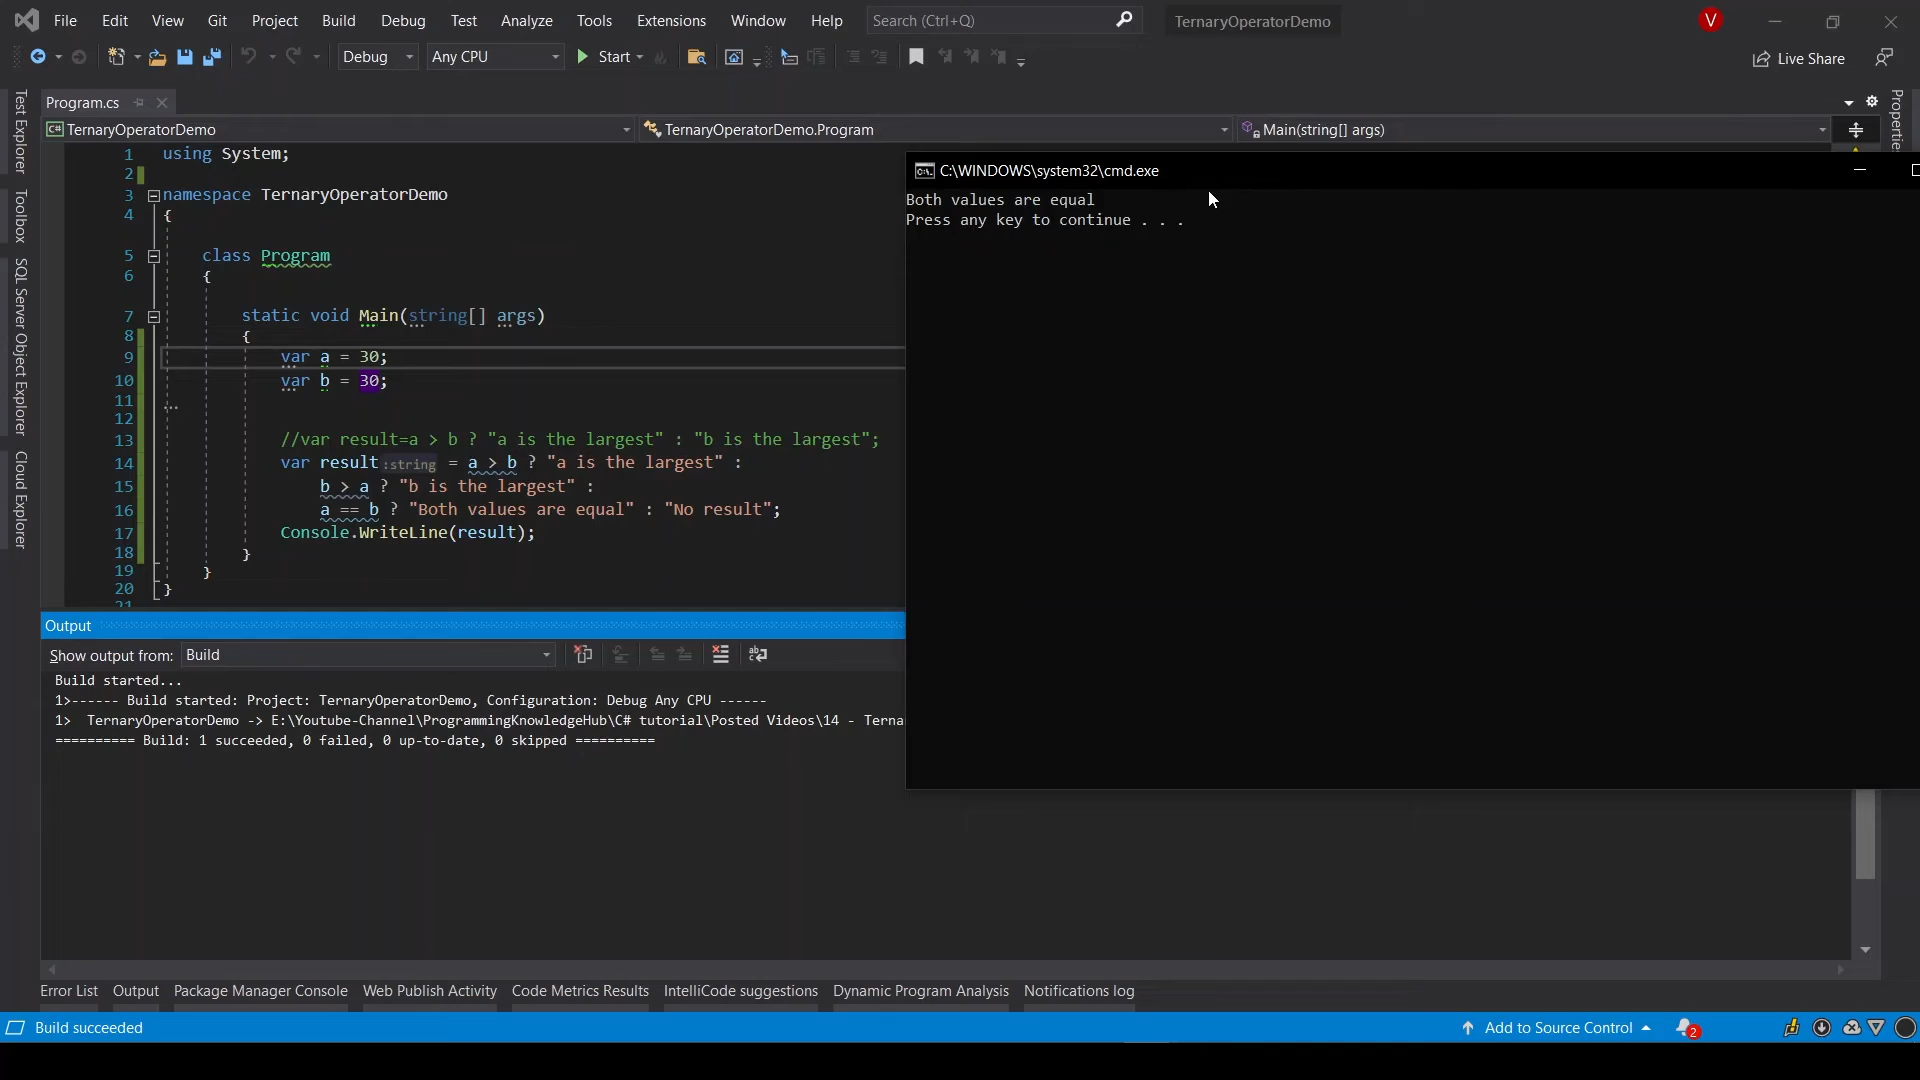 File Edit View Git Project Build Debug Test Analyze Tools Extensions Window Help Search (Ctrl+Q) TernaryOperatorDemo V
Debug Any CPU Start Live Share
Program.cs
TernaryOperatorDemo TernaryOperatorDemo.Program Main(string[] args)
Test Explorer
Toolbox
SQL Server Object Explorer
Cloud Explorer
1 using System;
2
3 namespace TernaryOperatorDemo
4 {
5 class Program
6 {
7 static void Main(string[] args)
8 {
9 var a = 30;
10 var b = 30;
11
12
13 //var result=a > b ? "a is the largest" : "b is the largest";
14 var result:string = a > b ? "a is the largest" :
15 b > a ? "b is the largest" :
16 a == b ? "Both values are equal" : "No result";
17 Console.WriteLine(result);
18 }
19 }
20 }
21
C:\WINDOWS\system32\cmd.exe
Both values are equal
Press any key to continue . . .
Output
Show output from: Build
Build started...
1>------ Build started: Project: TernaryOperatorDemo, Configuration: Debug Any CPU ------
1> TernaryOperatorDemo -> E:\Youtube-Channel\ProgrammingKnowledgeHub\C# tutorial\Posted Videos\14 - Terna
========== Build: 1 succeeded, 0 failed, 0 up-to-date, 0 skipped ==========
Error List Output Package Manager Console Web Publish Activity Code Metrics Results IntelliCode suggestions Dynamic Program Analysis Notifications log
Build succeeded Add to Source Control 2